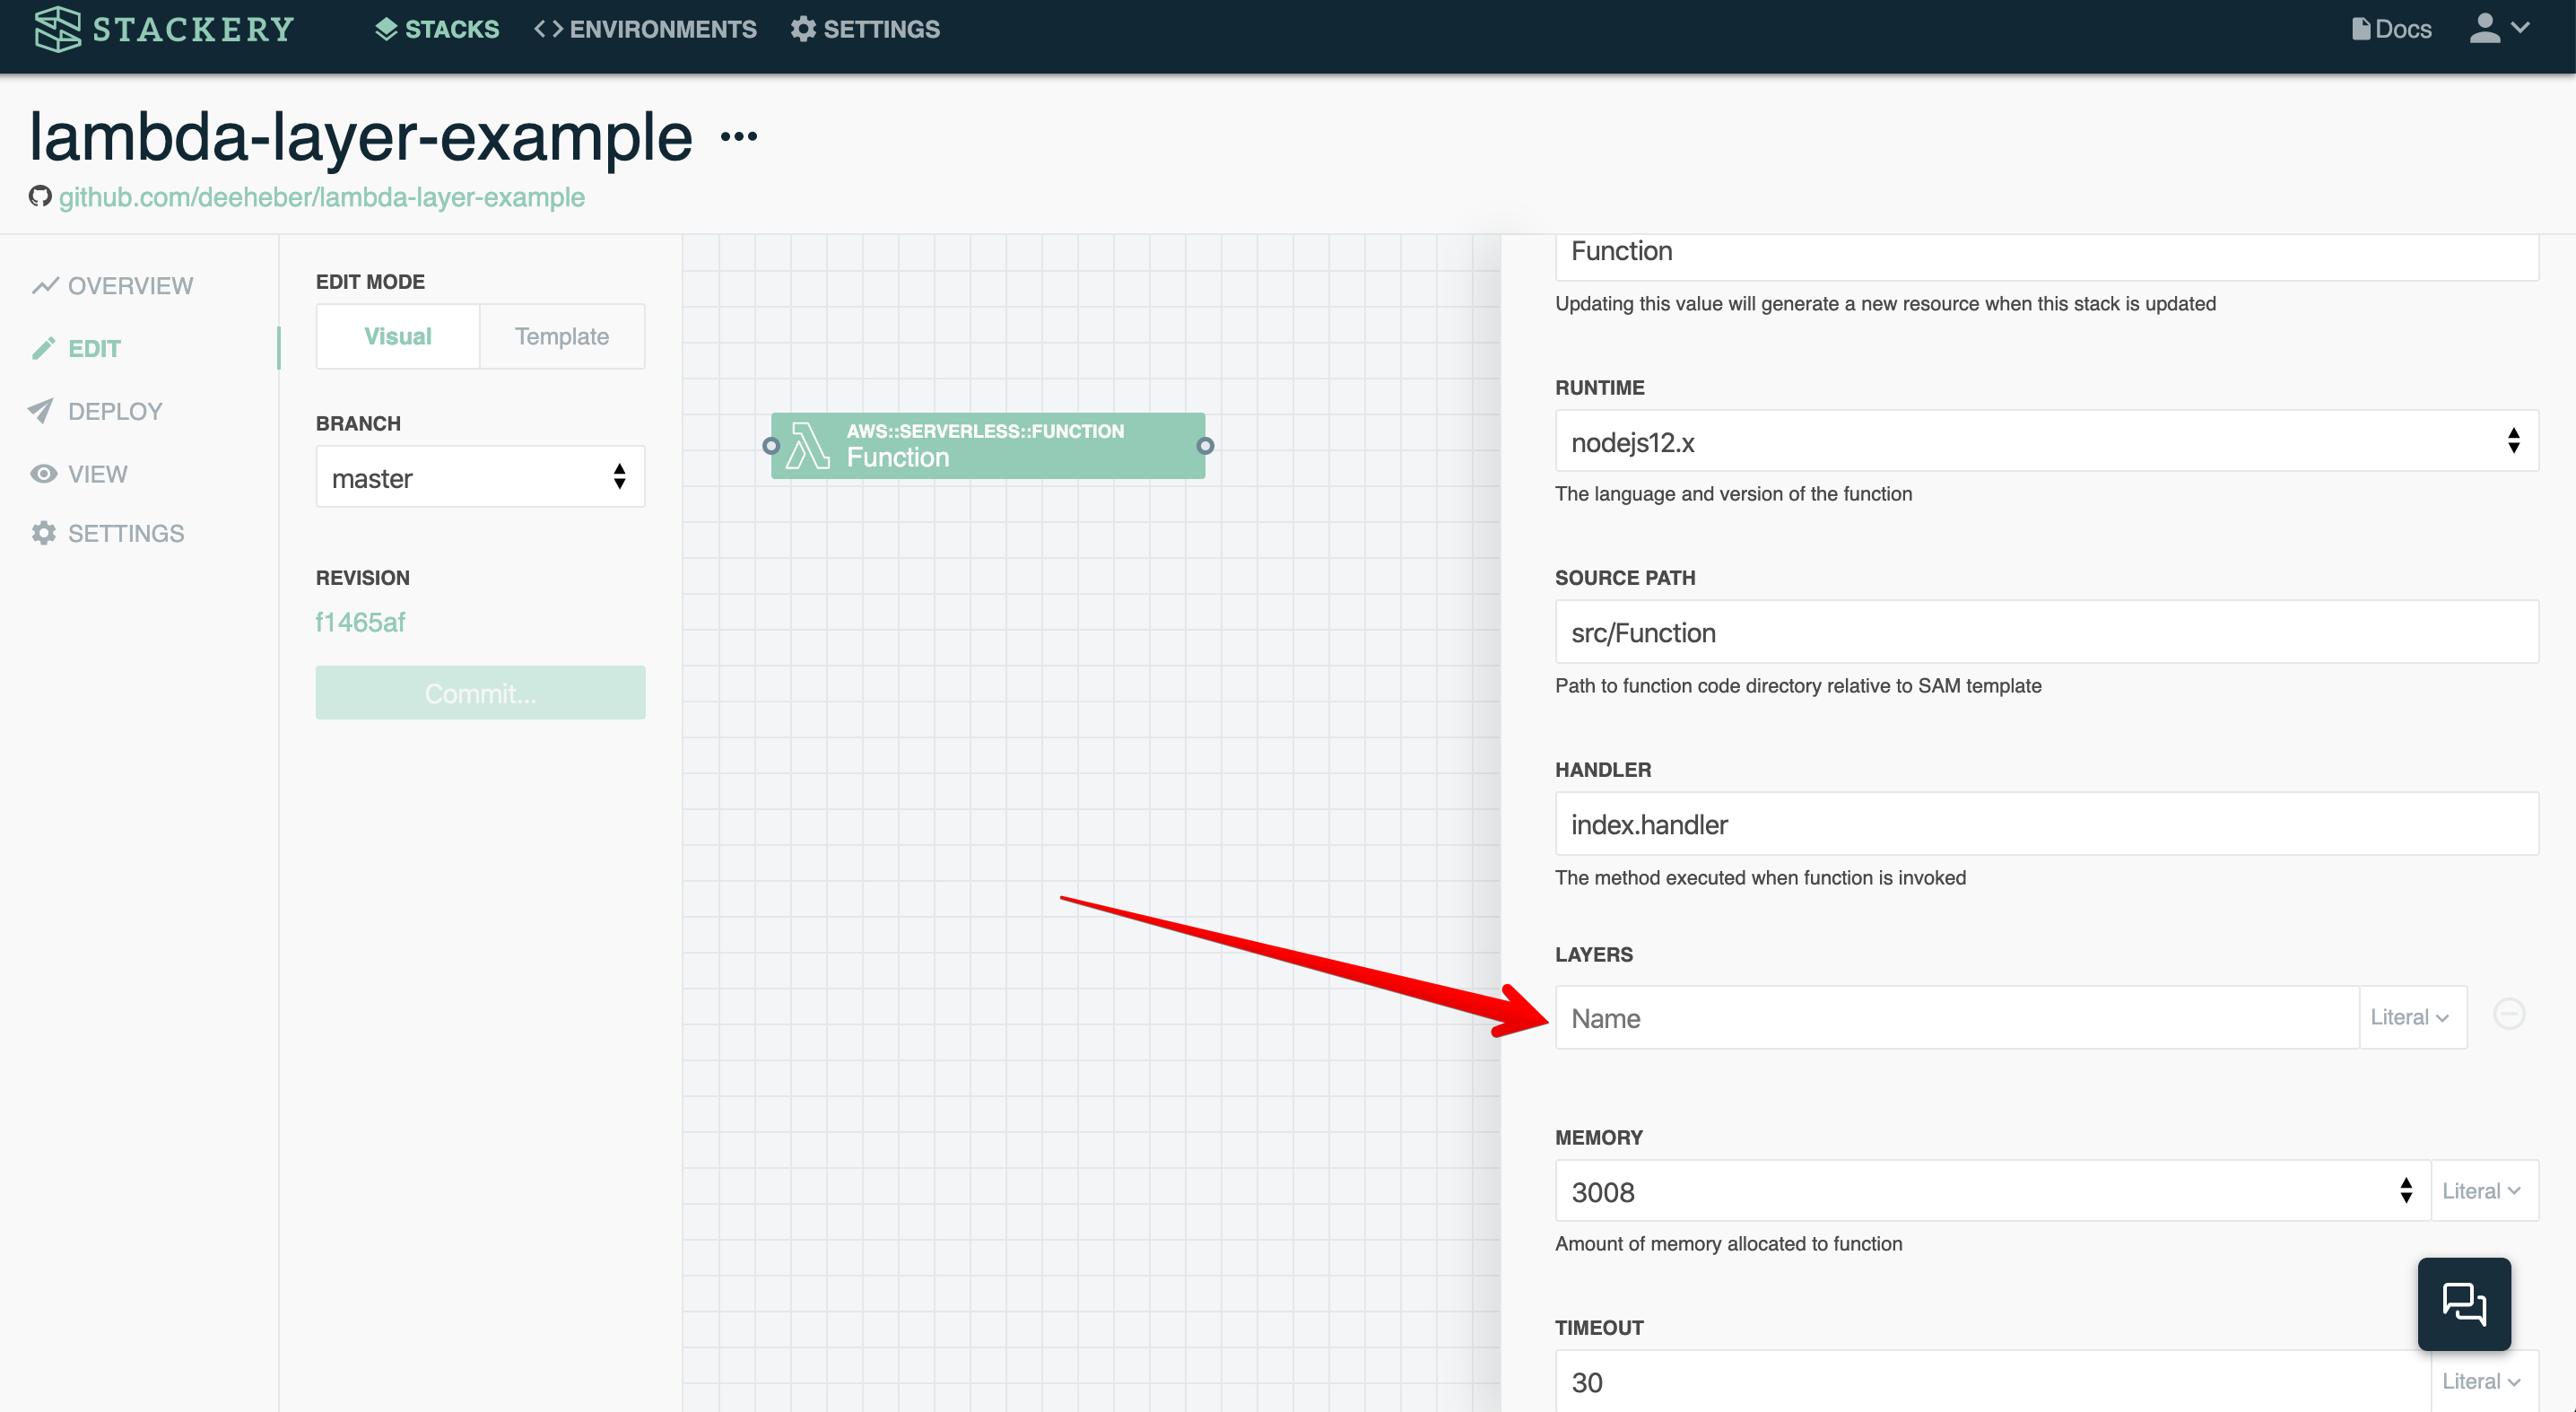 STACKERY
STACKS
ENVIRONMENTS
SETTINGS
Docs
lambda-layer-example ...
github.com/deeheber/lambda-layer-example
OVERVIEW
EDIT
DEPLOY
VIEW
SETTINGS
EDIT MODE
Visual
Template
BRANCH
master
REVISION
f1465af
Commit...
AWS::SERVERLESS::FUNCTION
Function
Function
Updating this value will generate a new resource when this stack is updated
RUNTIME
nodejs12.x
The language and version of the function
SOURCE PATH
src/Function
Path to function code directory relative to SAM template
HANDLER
index.handler
The method executed when function is invoked
LAYERS
Name
Literal
MEMORY
3008
Literal
Amount of memory allocated to function
TIMEOUT
30
Literal